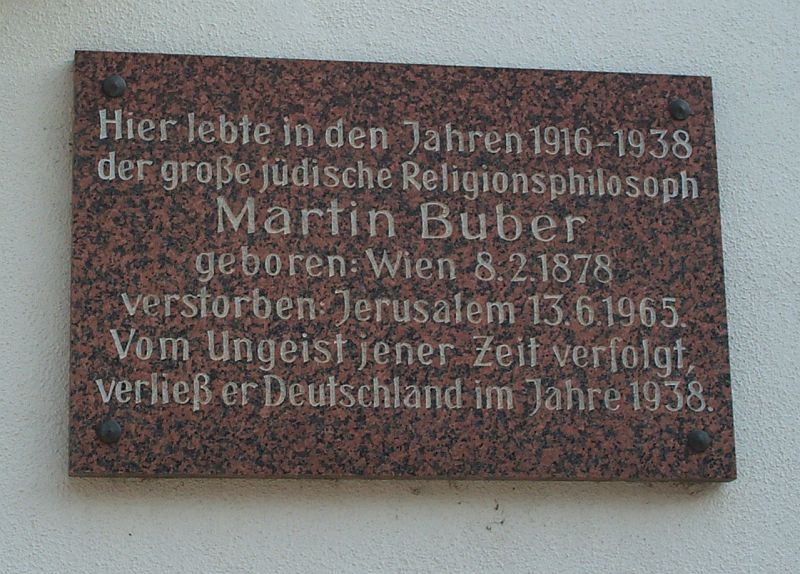 Hier lebte in den Jahren 1916-1938
der große jüdische Religionsphilosoph
Martin Buber
geboren: Wien 8.2.1878
verstorben: Jerusalem 13.6.1965.
Vom Ungeist jener Zeit verfolgt,
verließ er Deutschland im Jahre 1938.